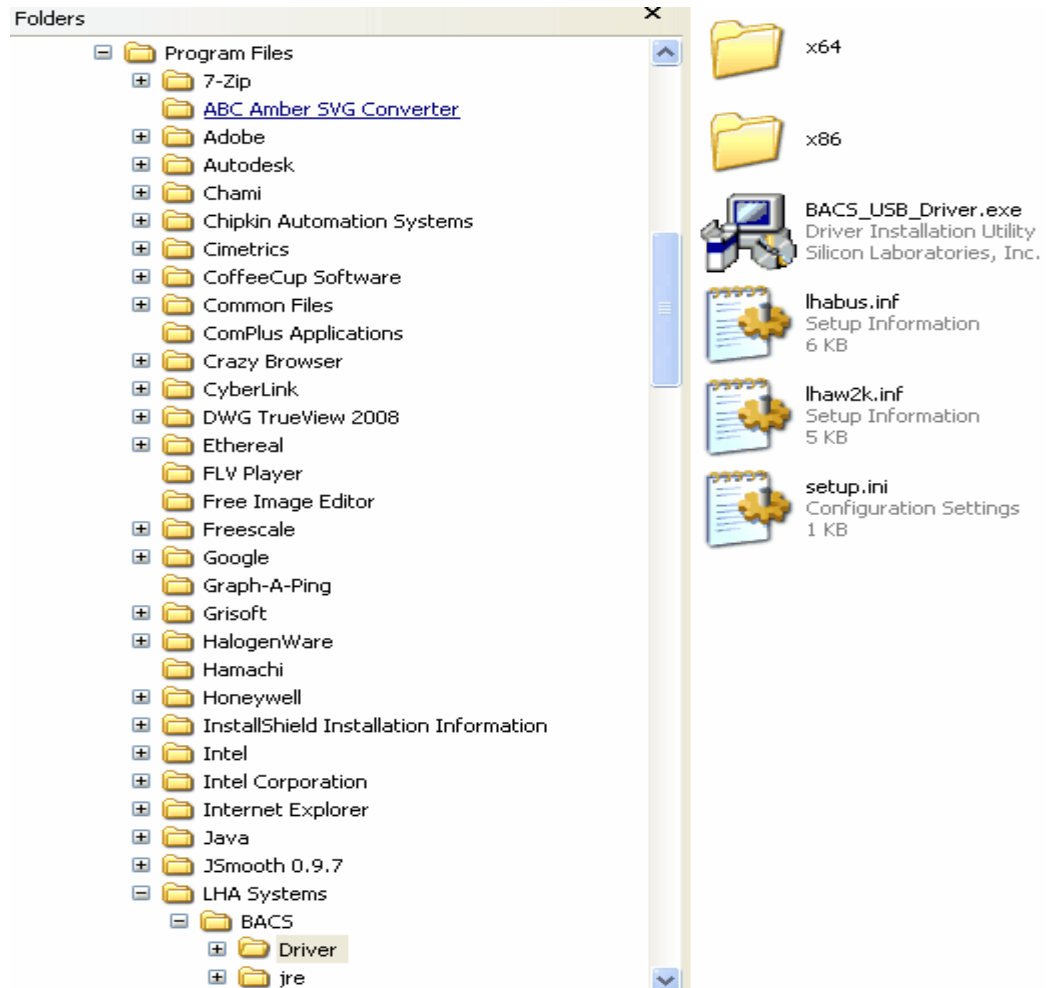 Folders
Program Files
7-Zip
ABC Amber SVG Converter
Adobe
Autodesk
Chami
Chipkin Automation Systems
Cimetrics
CoffeeCup Software
Common Files
ComPlus Applications
Crazy Browser
CyberLink
DWG TrueView 2008
Ethereal
FLV Player
Free Image Editor
Freescale
Google
Graph-A-Ping
Grisoft
HalogenWare
Hamachi
Honeywell
InstallShield Installation Information
Intel
Intel Corporation
Internet Explorer
Java
JSmooth 0.9.7
LHA Systems
BACS
Driver
jre
x64
x86
BACS_USB_Driver.exe
Driver Installation Utility
Silicon Laboratories, Inc.
lhabus.inf
Setup Information
6 KB
lhaw2k.inf
Setup Information
5 KB
setup.ini
Configuration Settings
1 KB